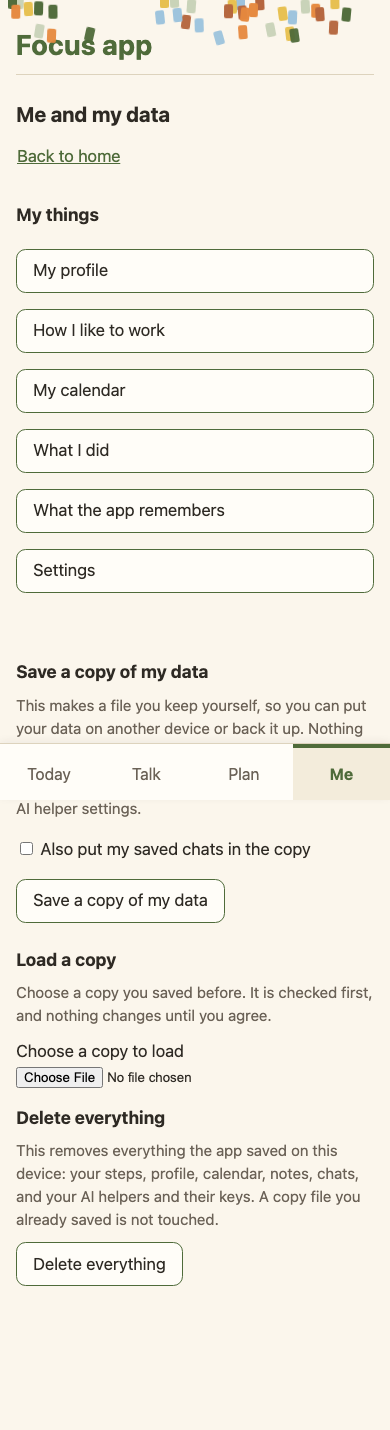 Focus app
Me and my data
Back to home
My things
My profile
How I like to work
My calendar
What I did
What the app remembers
Settings
Save a copy of my data
This makes a file you keep yourself, so you can put
your data on another device or back it up. Nothing
Today
Talk
Plan
Me
AI helper settings.
Also put my saved chats in the copy
Save a copy of my data
Load a copy
Choose a copy you saved before. It is checked first,
and nothing changes until you agree.
Choose a copy to load
Choose File No file chosen
Delete everything
This removes everything the app saved on this
device: your steps, profile, calendar, notes, chats,
and your AI helpers and their keys. A copy file you
already saved is not touched.
Delete everything